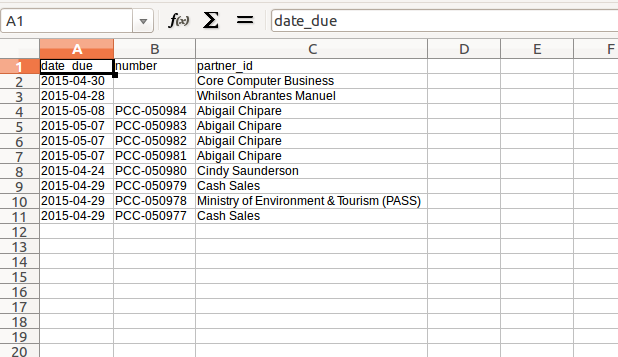 A1 date_due
A B C D E F
1 date_due number partner_id
2 2015-04-30 Core Computer Business
3 2015-04-28 Whilson Abrantes Manuel
4 2015-05-08 PCC-050984 Abigail Chipare
5 2015-05-07 PCC-050983 Abigail Chipare
6 2015-05-07 PCC-050982 Abigail Chipare
7 2015-05-07 PCC-050981 Abigail Chipare
8 2015-04-24 PCC-050980 Cindy Saunderson
9 2015-04-29 PCC-050979 Cash Sales
10 2015-04-29 PCC-050978 Ministry of Environment & Tourism (PASS)
11 2015-04-29 PCC-050977 Cash Sales
12
13
14
15
16
17
18
19
20